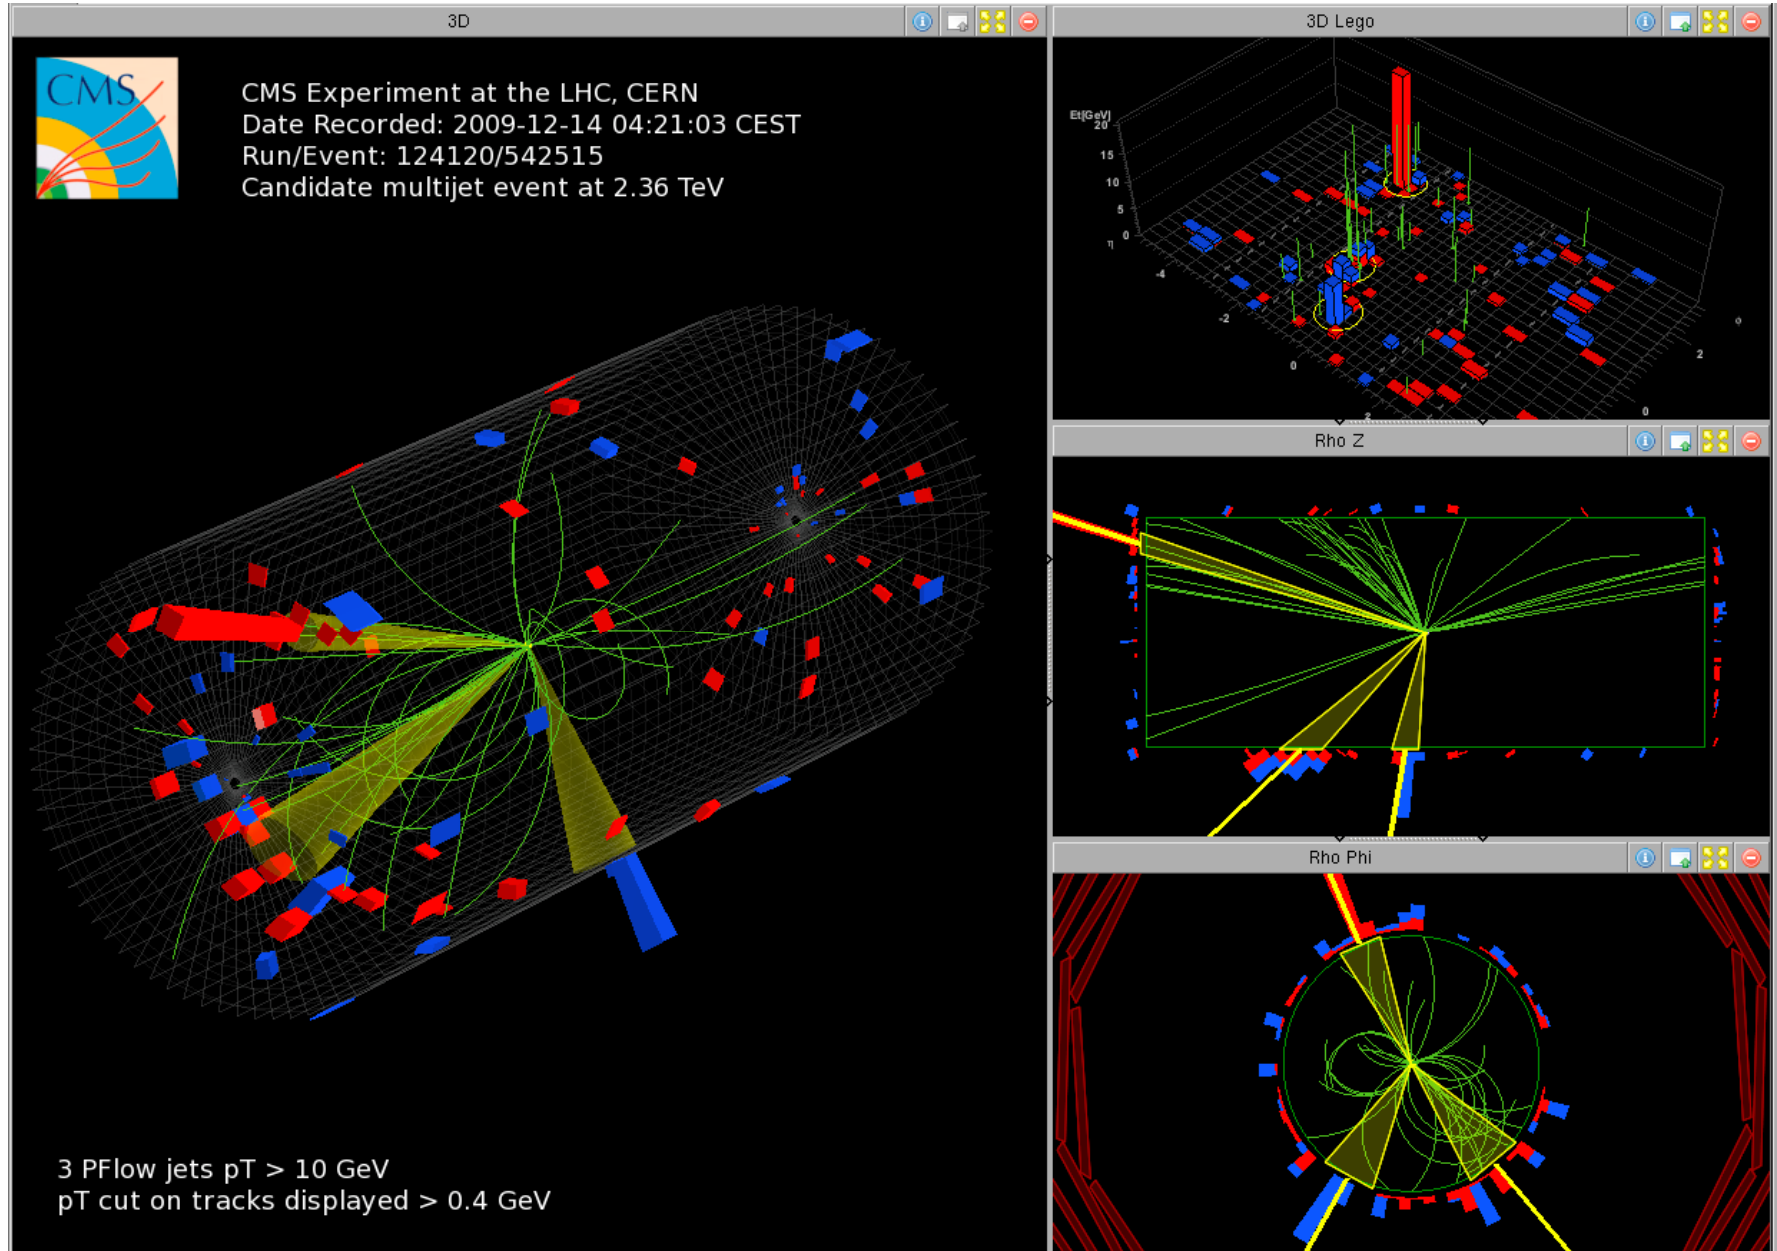 3D
CMS
CMS Experiment at the LHC, CERN
Date Recorded: 2009-12-14 04:21:03 CEST
Run/Event: 124120/542515
Candidate multijet event at 2.36 TeV
3 PFlow jets pT > 10 GeV
pT cut on tracks displayed > 0.4 GeV
3D Lego
Et[GeV]
20
15
10
5
0
η
-4
-2
0
2
φ
2
0
Rho Z
Rho Phi